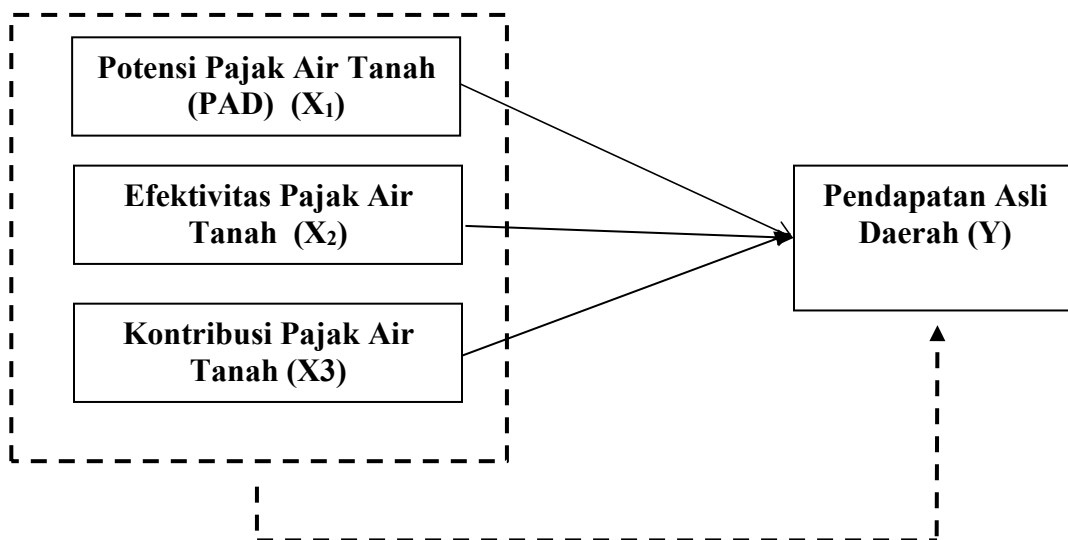 Potensi Pajak Air Tanah
(PAD) (X₁)
Efektivitas Pajak Air
Tanah (X₂)
Kontribusi Pajak Air
Tanah (X3)
Pendapatan Asli
Daerah (Y)